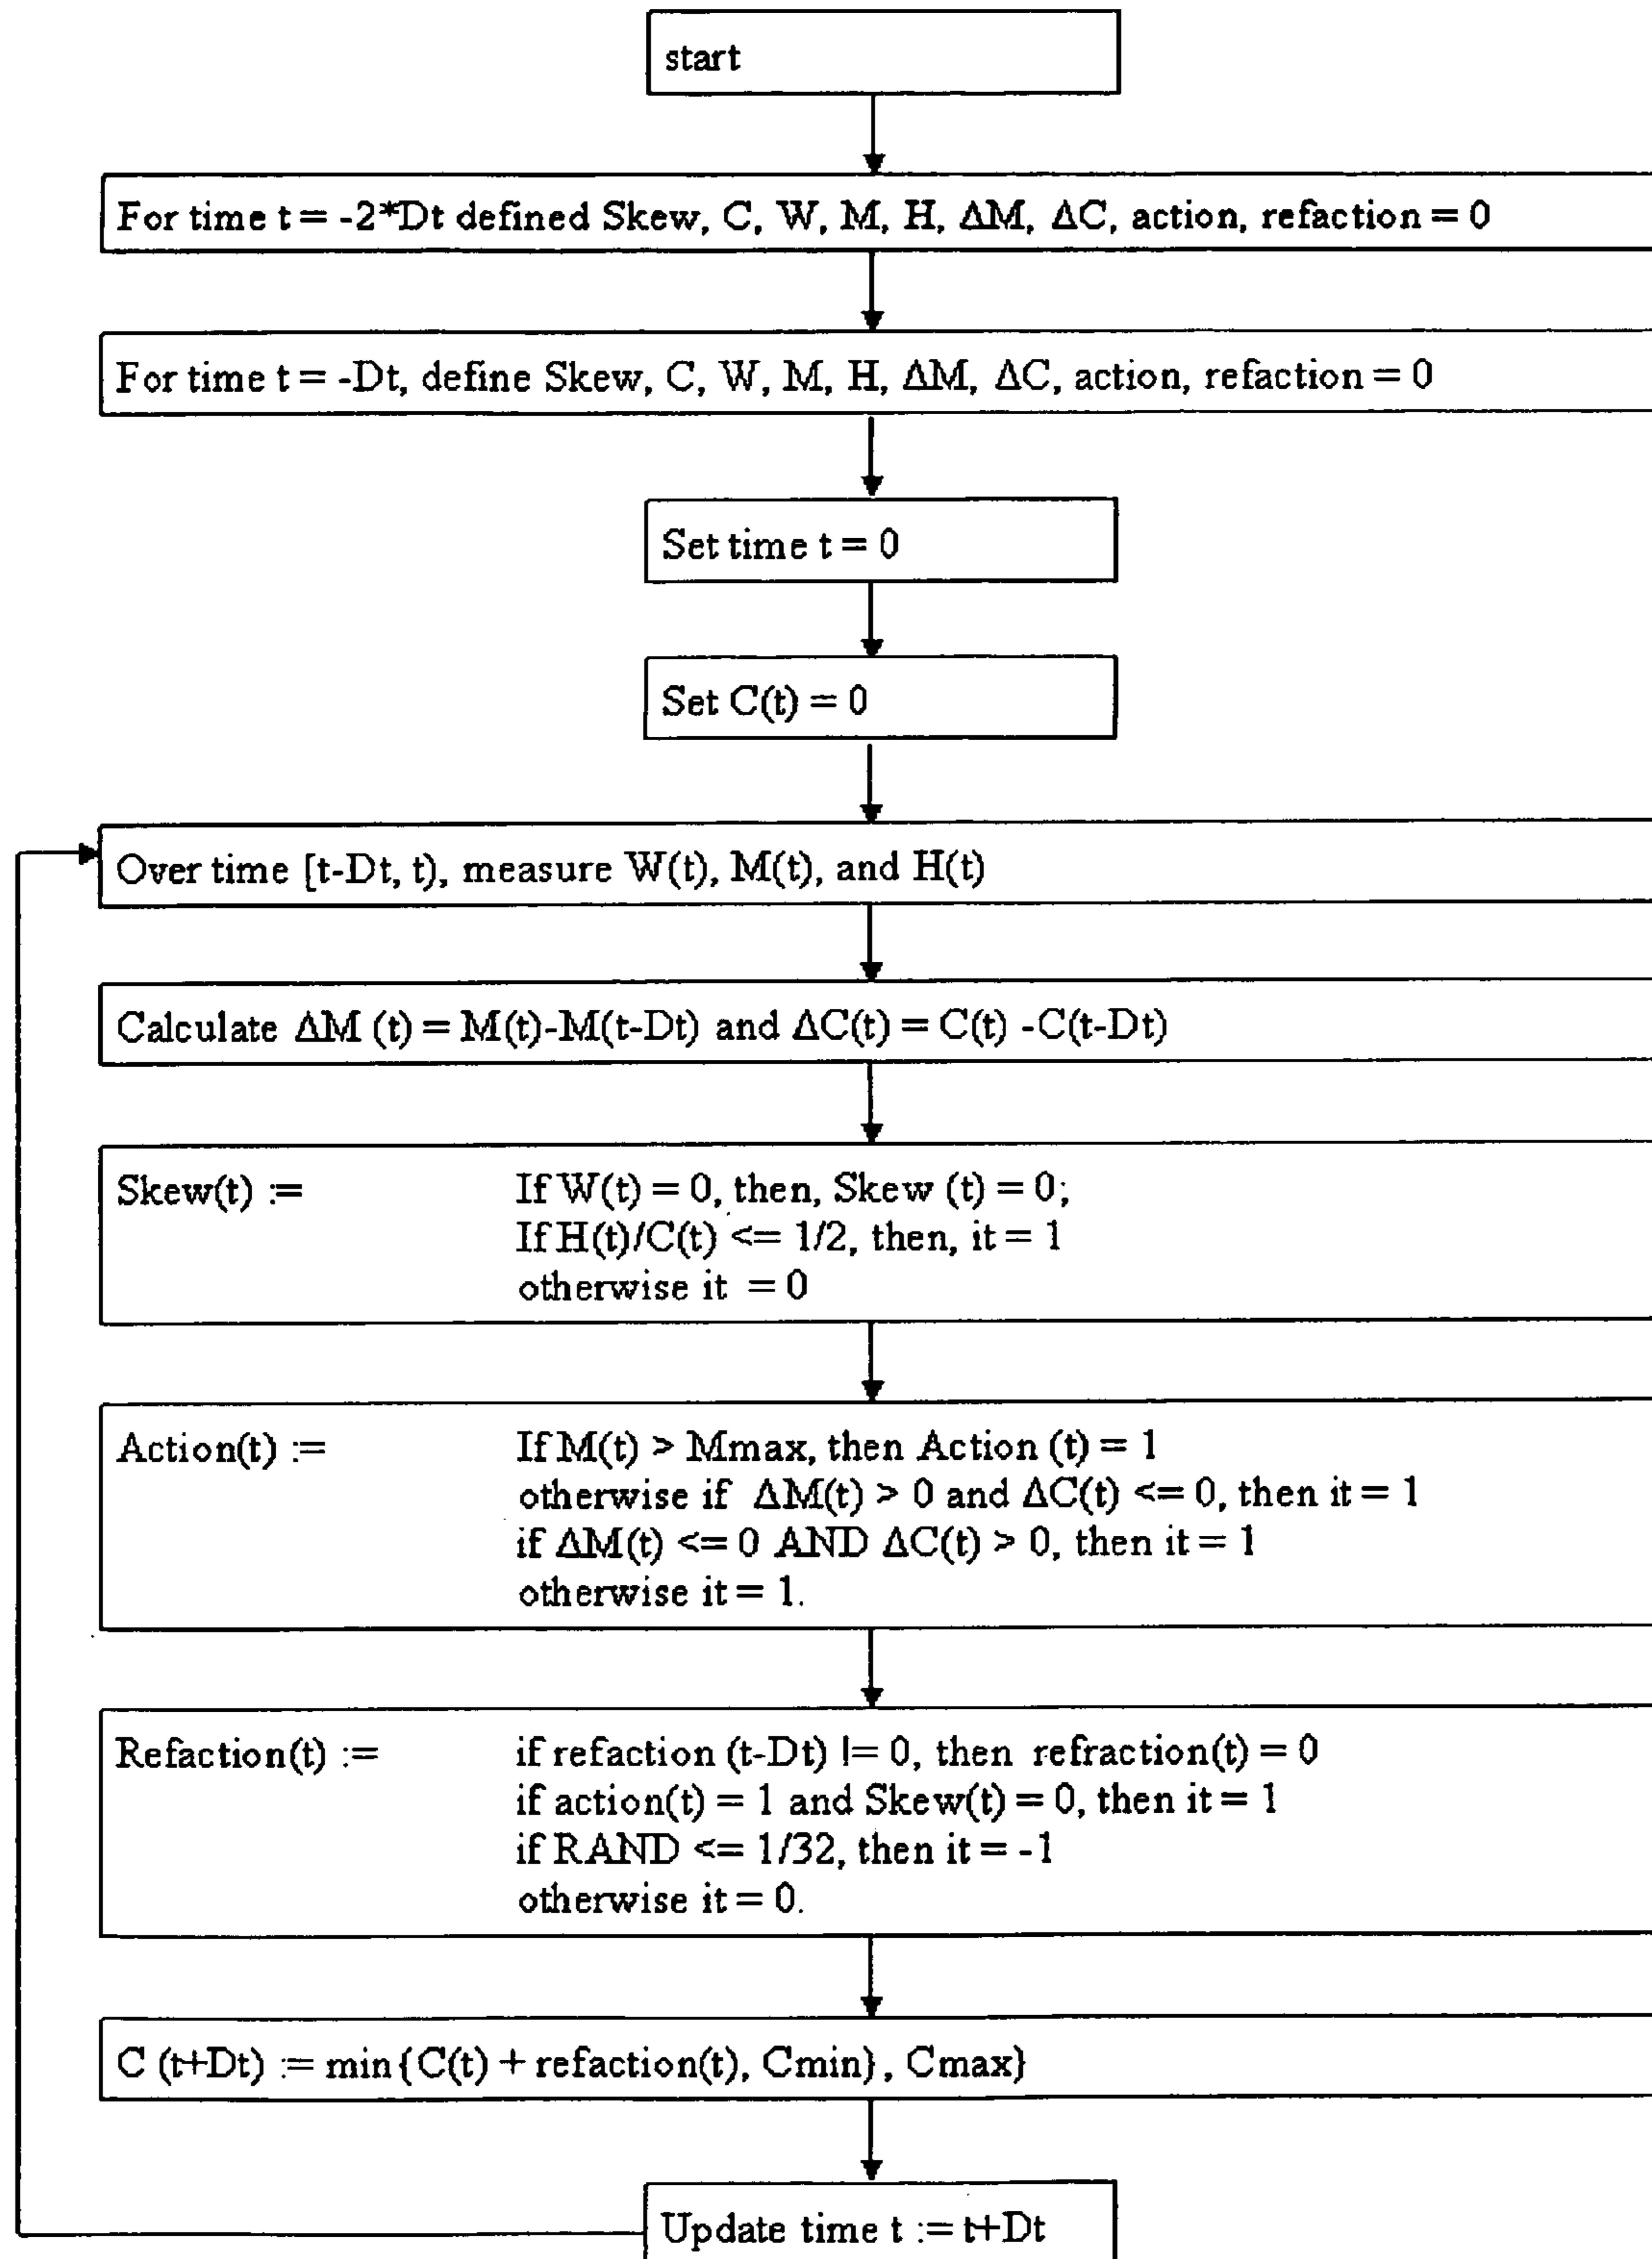 start
For time t = -2*Dt defined Skew, C, W, M, H, ΔM, ΔC, action, refaction = 0
For time t = -Dt, define Skew, C, W, M, H, ΔM, ΔC, action, refaction = 0
Set time t = 0
Set C(t) = 0
Over time [t-Dt, t), measure W(t), M(t), and H(t)
Calculate ΔM (t) = M(t)-M(t-Dt) and ΔC(t) = C(t) -C(t-Dt)
Skew(t) := If W(t) = 0, then, Skew (t) = 0;
If H(t)/C(t) <= 1/2, then, it = 1
otherwise it = 0
Action(t) := If M(t) > Mmax, then Action (t) = 1
otherwise if ΔM(t) > 0 and ΔC(t) <= 0, then it = 1
if ΔM(t) <= 0 AND ΔC(t) > 0, then it = 1
otherwise it = 1.
Refaction(t) := if refaction (t-Dt) != 0, then refraction(t) = 0
if action(t) = 1 and Skew(t) = 0, then it = 1
if RAND <= 1/32, then it = -1
otherwise it = 0.
C (t+Dt) := min{C(t) + refaction(t), Cmin}, Cmax}
Update time t := t+Dt